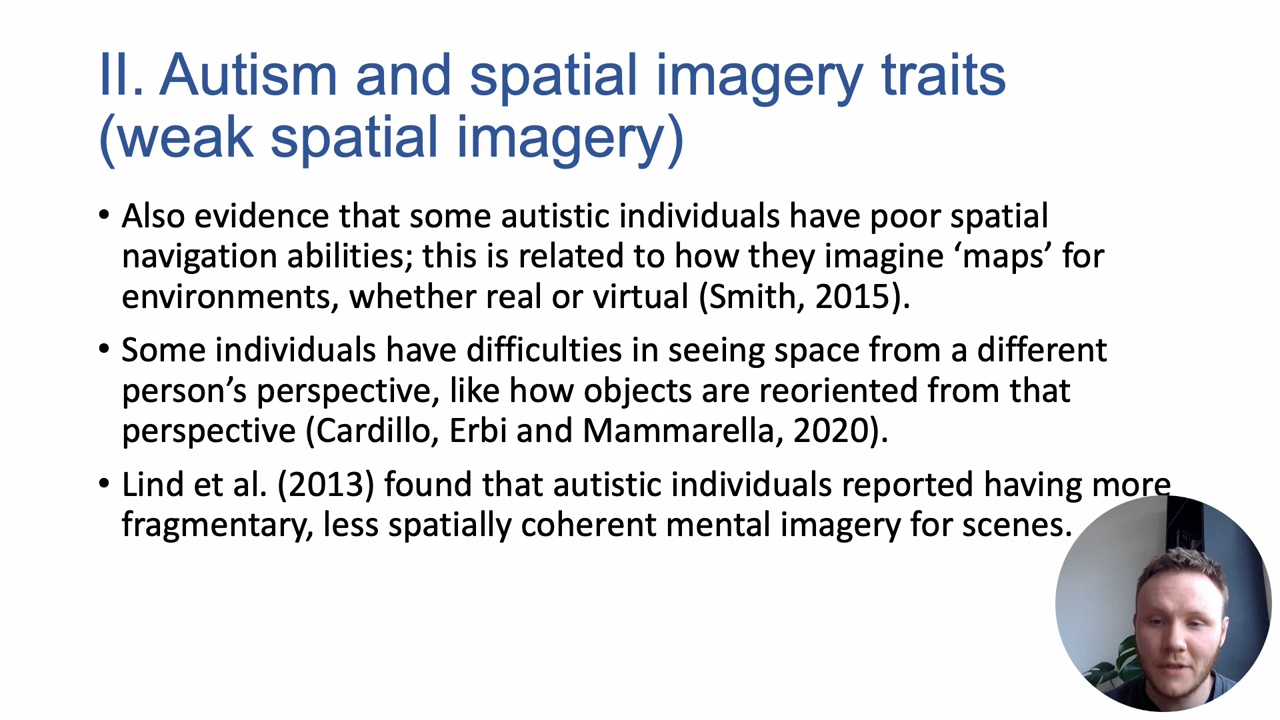 II. Autism and spatial imagery traits
(weak spatial imagery)
• Also evidence that some autistic individuals have poor spatial
navigation abilities; this is related to how they imagine ‘maps’ for
environments, whether real or virtual (Smith, 2015).
• Some individuals have difficulties in seeing space from a different
person’s perspective, like how objects are reoriented from that
perspective (Cardillo, Erbi and Mammarella, 2020).
• Lind et al. (2013) found that autistic individuals reported having more
fragmentary, less spatially coherent mental imagery for scenes.